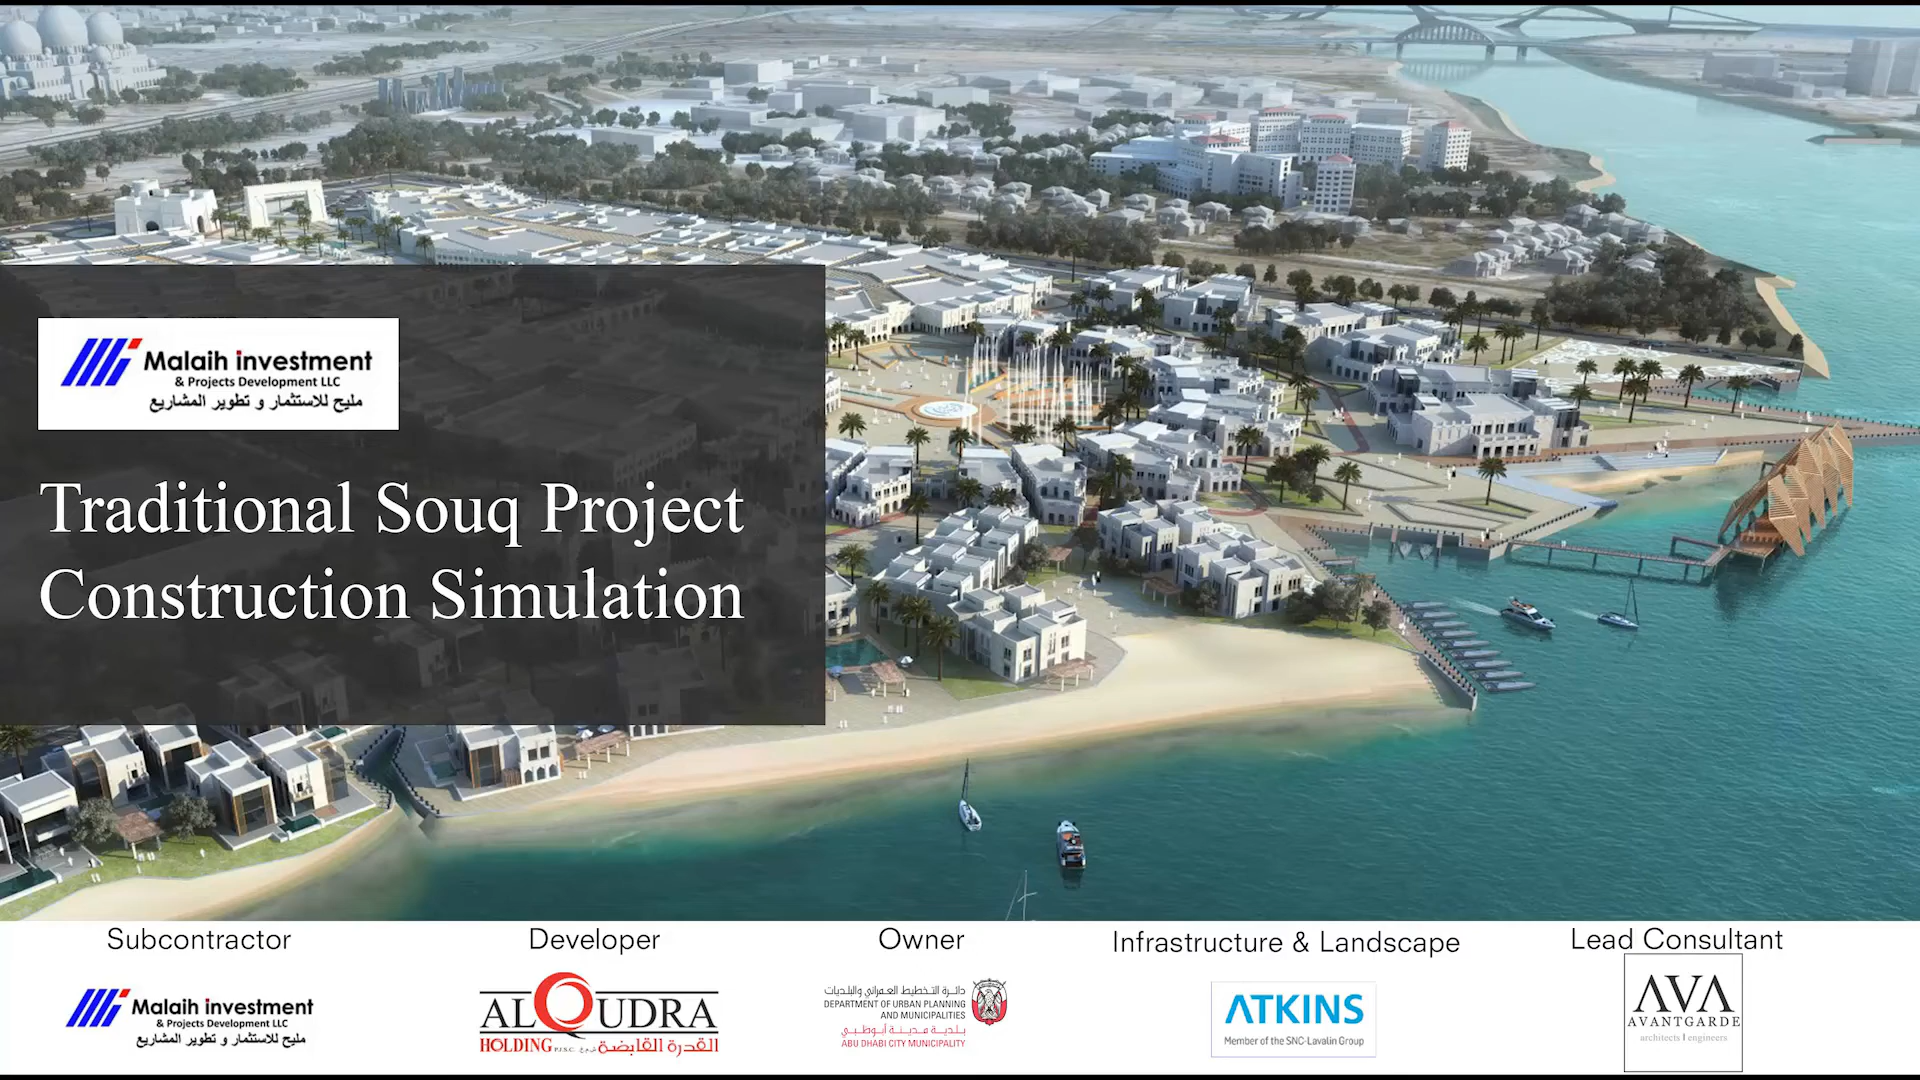 Malaih investment
& Projects Development LLC
مليح للاستثمار و تطوير المشاريع
Traditional Souq Project
Construction Simulation
Subcontractor
Developer
Owner
Infrastructure & Landscape
Lead Consultant
Malaih investment
& Projects Development LLC
مليح للاستثمار و تطوير المشاريع
ALQUDRA
HOLDING P.J.S.C. ش.م.خ القدرة القابضة
دائرة التخطيط العمراني والبلديات
DEPARTMENT OF URBAN PLANNING
AND MUNICIPALITIES
بلدية مدينة أبوظبي
ABU DHABI CITY MUNICIPALITY
ATKINS
Member of the SNC-Lavalin Group
AVA
AVANTGARDE
architects | engineers